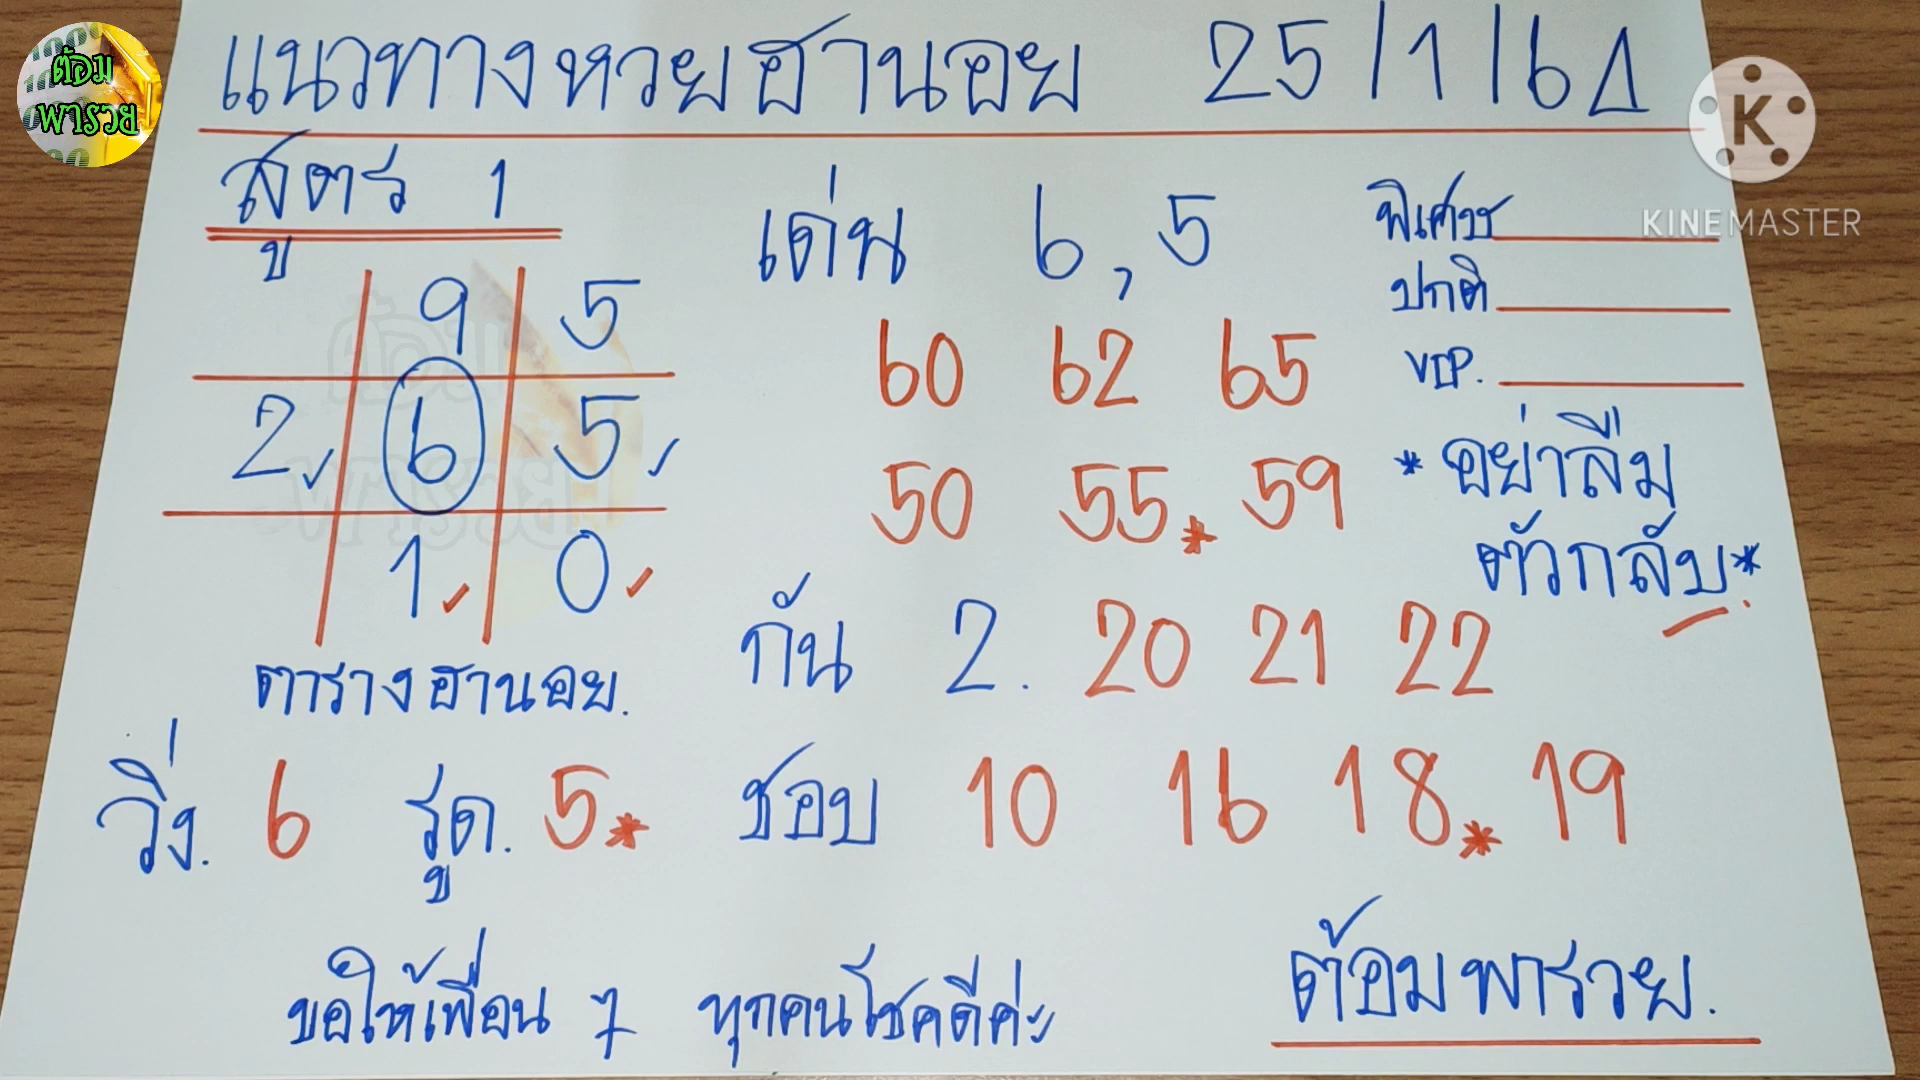 ต้อม
พารวย
แนวทางหวยฮานอย 25/1/64
KINEMASTER
สูตร 1
9 5
2 6 5
1 0
ตารางฮานอย.
วิ่ง. 6 รูด. 5*
เด่น 6,5
60 62 65
50 55* 59
กัน 2. 20 21 22
ชอบ 10 16 18* 19
พิเศษ
ปกติ
VIP.
*อย่าลืม
ตัวกลับ*
ขอให้เพื่อน ๆ ทุกคนโชคดีค่ะ
ต้อมพารวย.